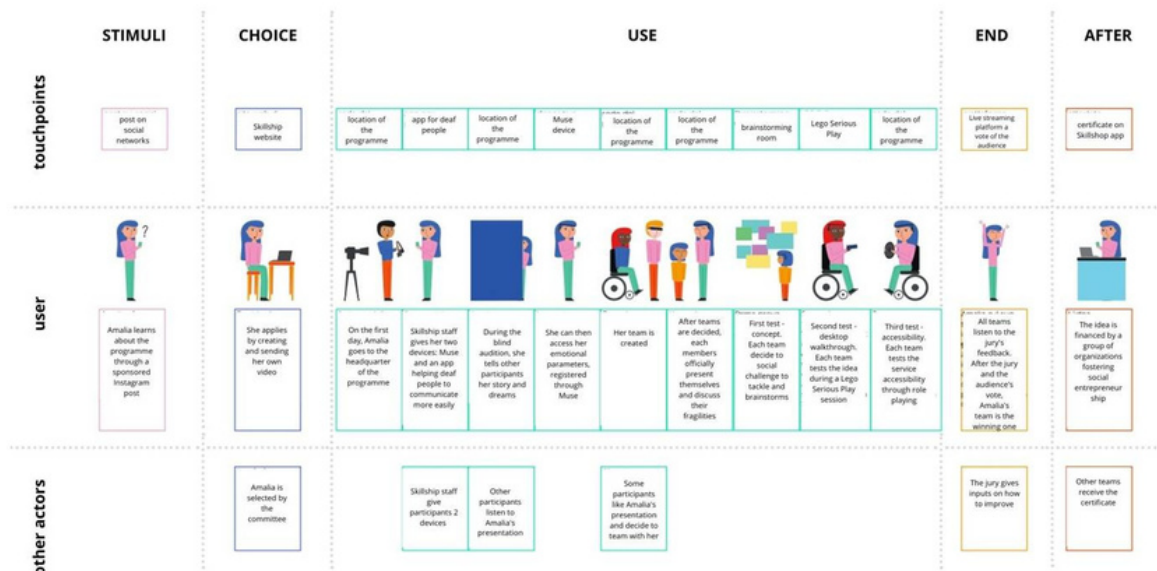 STIMULI
CHOICE
USE
END
AFTER
touchpoints
post on
social
networks
Skillship
website
location of
the
programme
app for deaf
people
location of
the
programme
Muse
device
location of
the
programme
location of
the
programme
brainstorming
room
Lego Serious
Play
location of
the
programme
Live streaming
platform a
vote of the
audience
certificate on
Skillshop app
user
?
Amalia learns
about the
programme
through a
sponsored
Instagram
post
She applies
by creating
and sending
her own
video
On the first
day, Amalia
goes to the
headquarter
of the
programme
Skillship staff
gives her two
devices: Muse
and an app
helping deaf
people to
communicate
more easily
During the
blind
audition, she
tells other
participants
her story and
dreams
She can then
access her
emotional
parameters,
registered
through
Muse
Her team is
created
After teams
are decided,
each
members
officially
present
themselves
and discuss
their
fragilities
First test -
concept.
Each team
decide to
social
challenge to
tackle and
brainstorms
Second test -
desktop
walkthrough.
Each team
tests the idea
during a Lego
Serious Play
session
Third test -
accessibility.
Each team
tests the
service
accessibility
through role
playing
All teams
listen to the
jury's
feedback.
After the jury
and the
audience's
vote,
Amalia's
team is the
winning one
The idea is
financed by a
group of
organizations
fostering
social
entrepreneur
ship
other actors
Amalia is
selected by
the
committee
Skillship staff
give
participants 2
devices
Other
participants
listen to
Amalia's
presentation
Some
participants
like Amalia's
presentation
and decide to
team with her
The jury gives
inputs on how
to improve
Other teams
receive the
certificate